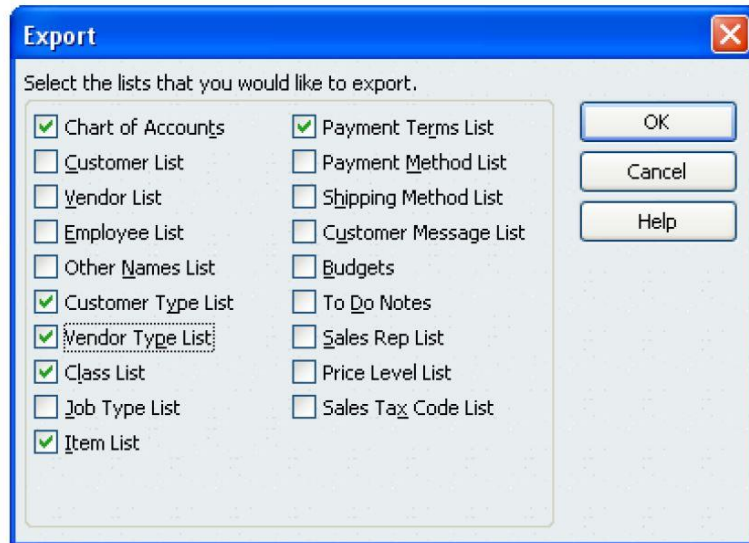 Export
Select the lists that you would like to export.
Chart of Accounts
Customer List
Vendor List
Employee List
Other Names List
Customer Type List
Vendor Type List
Class List
Job Type List
Item List
Payment Terms List
Payment Method List
Shipping Method List
Customer Message List
Budgets
To Do Notes
Sales Rep List
Price Level List
Sales Tax Code List
OK
Cancel
Help